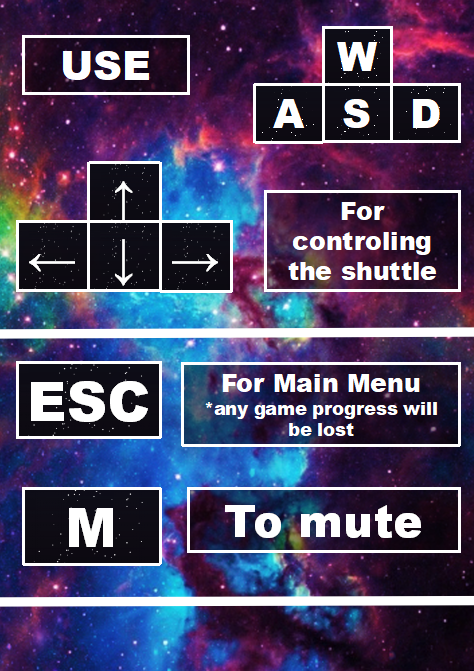 USE
W
A S D
↑
← ↓ →
For
controling
the shuttle
ESC
For Main Menu
*any game progress will
be lost
M
To mute